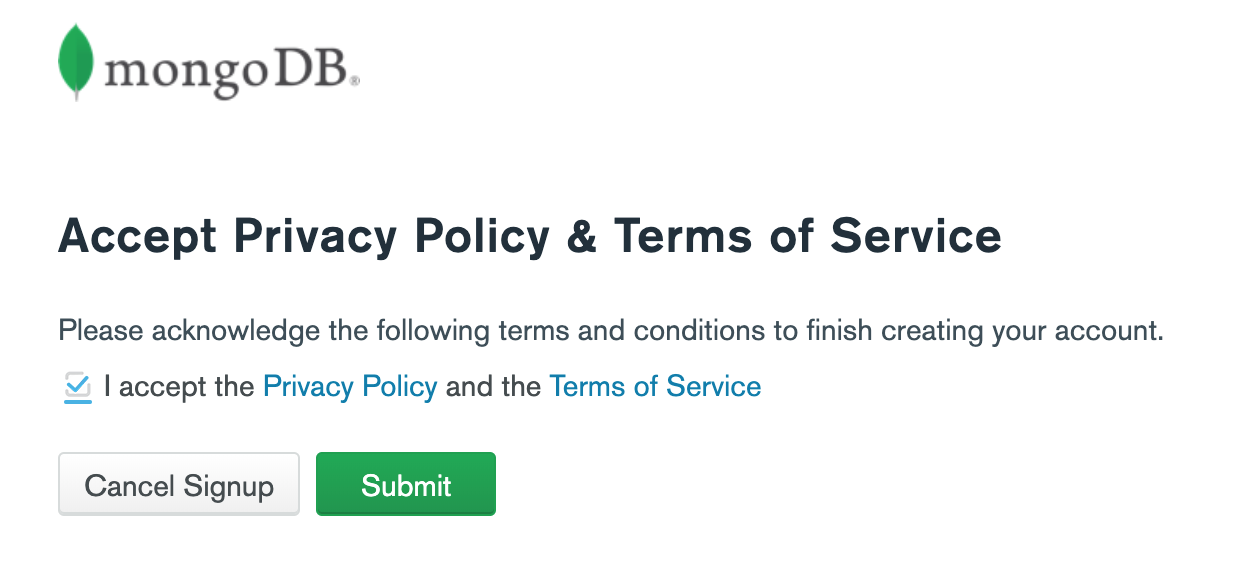 mongoDB®
Accept Privacy Policy & Terms of Service
Please acknowledge the following terms and conditions to finish creating your account.
I accept the Privacy Policy and the Terms of Service
Cancel Signup
Submit